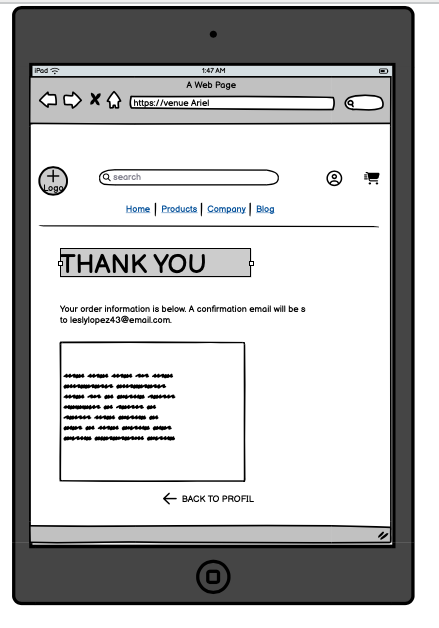 iPad 1:47 AM
A Web Page
https://venue Ariel
Logo
search
Home Products Company Blog
THANK YOU
Your order information is below. A confirmation email will be s
to leslylopez43@email.com.
BACK TO PROFIL